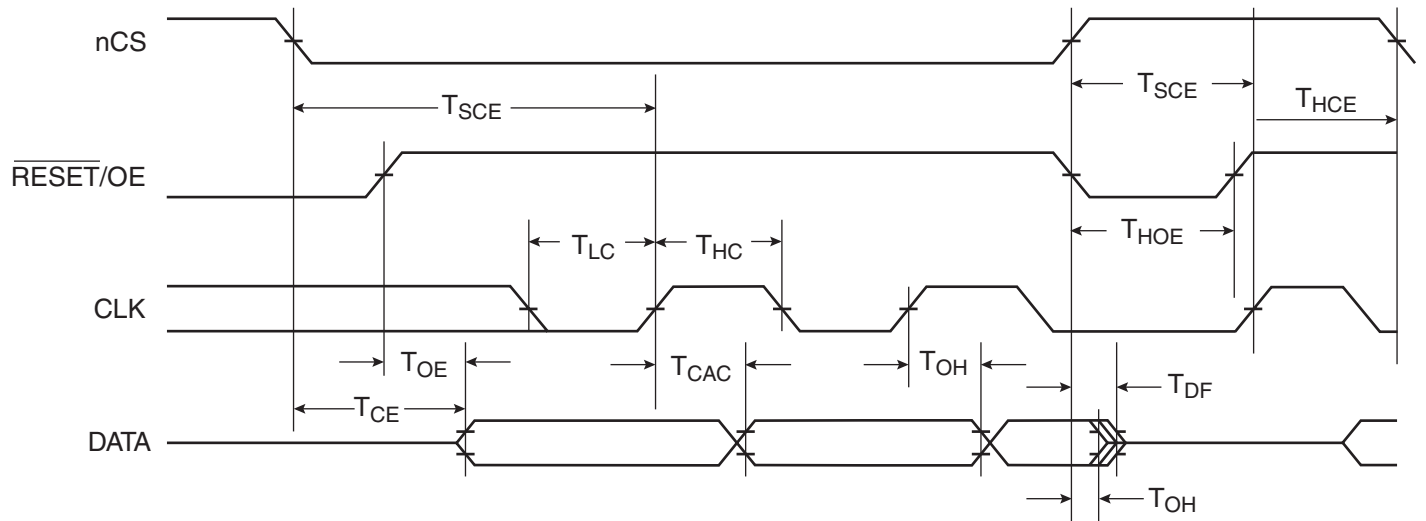 nCS
T_SCE
T_SCE
T_HCE
RESET/OE
T_LC
T_HC
T_HOE
CLK
T_OE
T_CAC
T_OH
T_DF
T_CE
DATA
T_OH